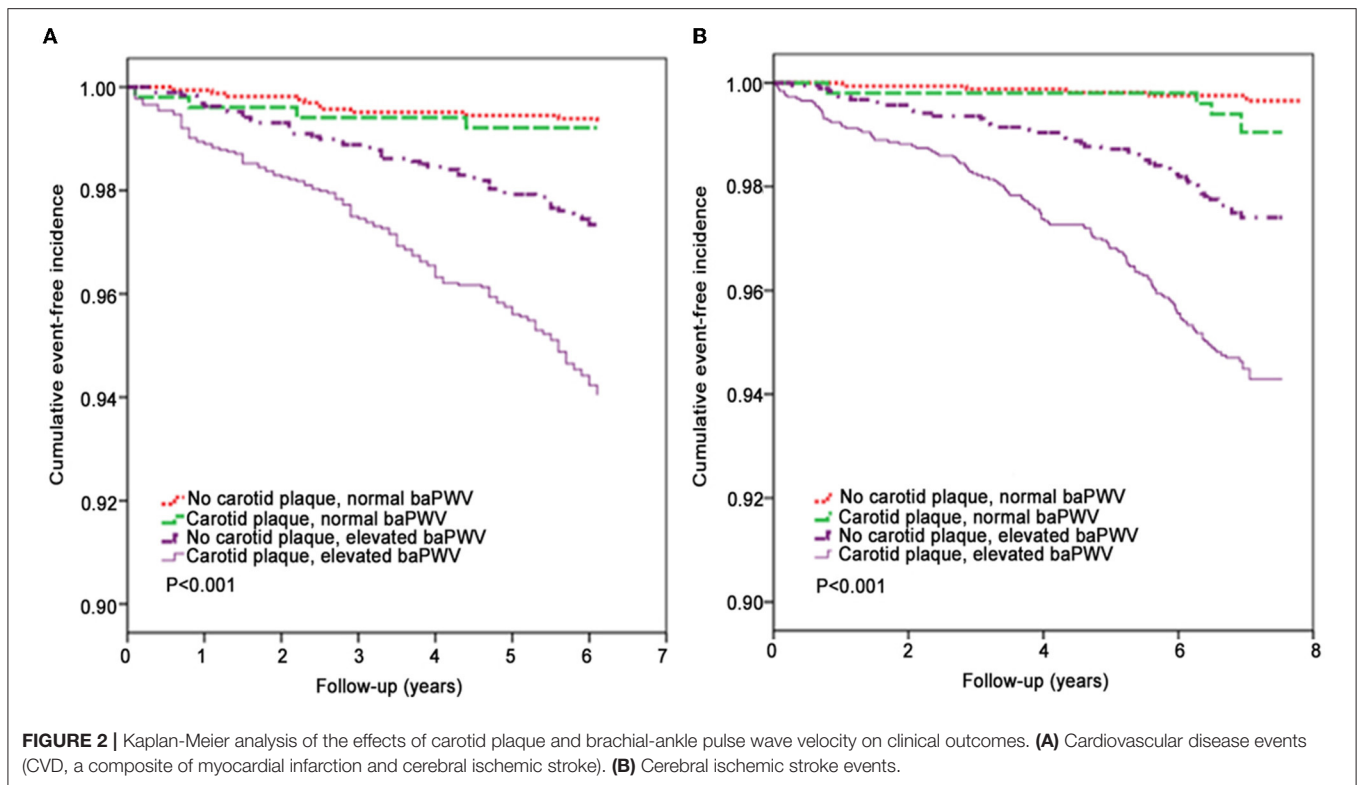 A
Cumulative event-free incidence
1.00
0.98
0.96
0.94
0.92
0.90
No carotid plaque, normal baPWV
Carotid plaque, normal baPWV
No carotid plaque, elevated baPWV
Carotid plaque, elevated baPWV
P<0.001
0 1 2 3 4 5 6 7
Follow-up (years)
B
Cumulative event-free incidence
1.00
0.98
0.96
0.94
0.92
0.90
No carotid plaque, normal baPWV
Carotid plaque, normal baPWV
No carotid plaque, elevated baPWV
Carotid plaque, elevated baPWV
P<0.001
0 2 4 6 8
Follow-up (years)
FIGURE 2 | Kaplan-Meier analysis of the effects of carotid plaque and brachial-ankle pulse wave velocity on clinical outcomes. (A) Cardiovascular disease events
(CVD, a composite of myocardial infarction and cerebral ischemic stroke). (B) Cerebral ischemic stroke events.